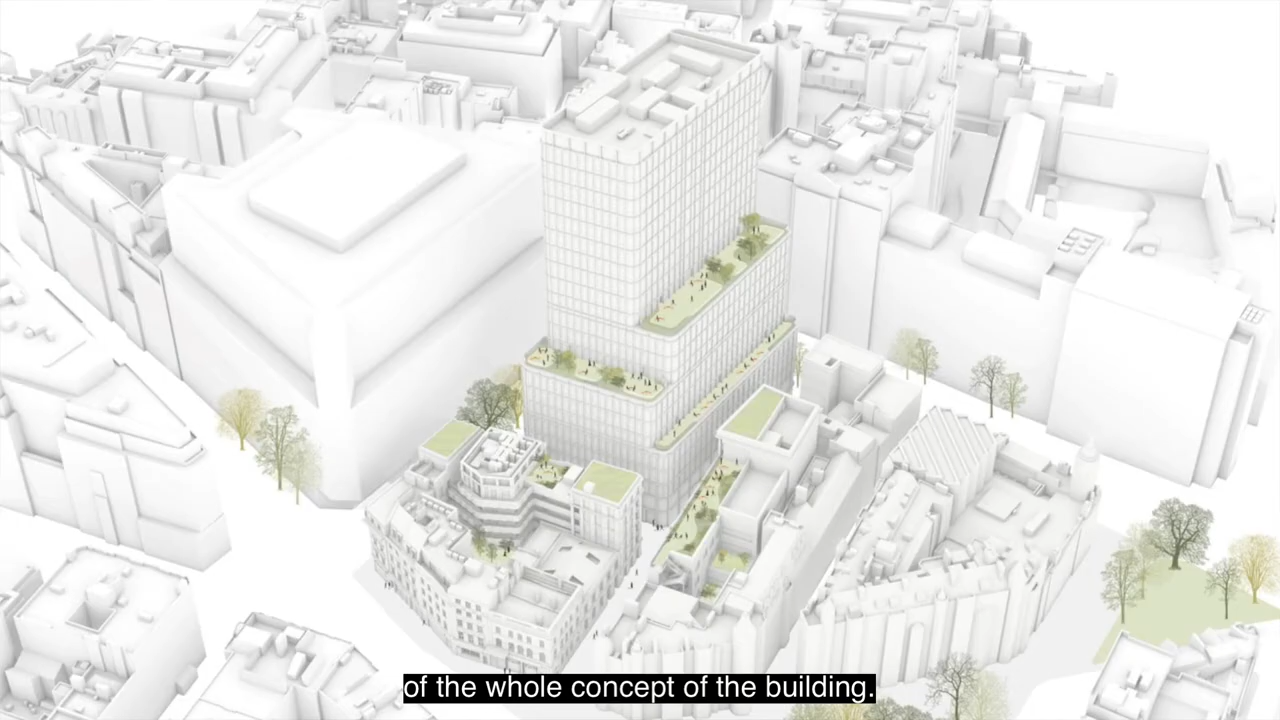 of the whole concept of the building.